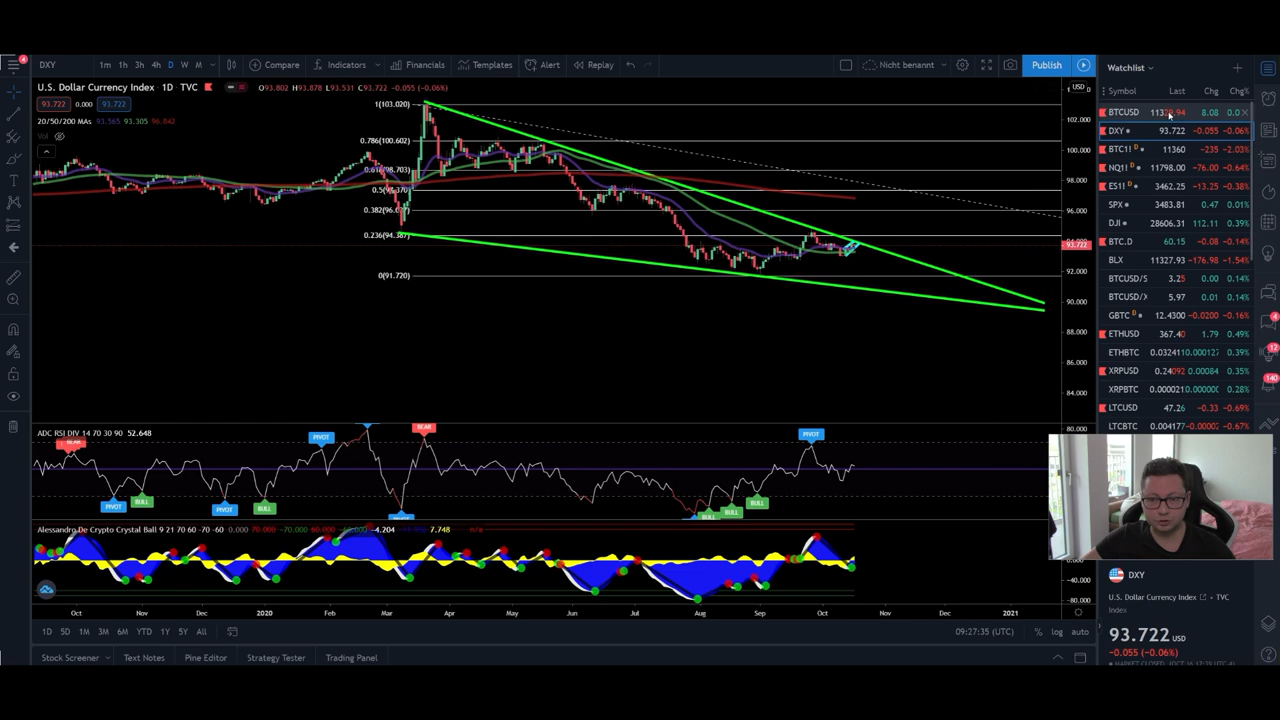 4
DXY
1m 1h 3h 4h D W M
Compare
Indicators
Financials
Templates
Alert
Replay
Nicht benannt
Publish
U.S. Dollar Currency Index · 1D · TVC
O93.802 H93.878 L93.531 C93.722 −0.055 (−0.06%)
93.722 0.000 93.722
20/50/200 MAs 93.565 93.305 96.842
Vol
1(103.020)
0.786(100.602)
0.5(97.370)
0.236(94.387)
0(91.720)
USD
102.000
100.000
98.000
96.000
93.722
92.000
90.000
88.000
86.000
84.000
80.000
ADC RSI DIV 14 70 30 90 52.648
BEAR
PIVOT
BULL
PIVOT
BULL
PIVOT
BEAR
BULL
BULL
BULL
PIVOT
Alessandro De Crypto Crystal Ball 9 21 70 60 -70 -60 0.000 70.000 -70.000 60.000 -4.204 7.748 n/a
-40.000
-80.000
Oct Nov Dec 2020 Feb Mar Apr May Jun Jul Aug Sep Oct Nov Dec 2021
1D 5D 1M 3M 6M YTD 1Y 5Y All
09:27:35 (UTC) % log auto
Stock Screener Text Notes Pine Editor Strategy Tester Trading Panel
Watchlist
Symbol Last Chg Chg%
BTCUSD 8.08 0.0
DXY 93.722 −0.055 −0.06%
BTC1! D 11360 −235 −2.03%
NQ1! D 11798.00 −76.00 −0.64%
ES1! D 3462.25 −13.25 −0.38%
SPX 3483.81 0.47 0.01%
DJI 28606.31 112.11 0.39%
BTC.D 60.15 −0.08 −0.14%
BLX 11327.93 −176.98 −1.54%
BTCUSD/S 3.25 0.00 0.14%
BTCUSD/X 5.97 0.01 0.14%
GBTC D 12.4300 −0.0200 −0.16%
ETHUSD 367.40 1.79 0.49%
ETHBTC 0.032411 0.000127 0.39%
XRPUSD 0.24092 0.00084 0.35%
XRPBTC 0.000021 0.000000 0.28%
LTCUSD 47.26 −0.33 −0.69%
LTCBTC 0.004177 −0.00002 −0.67%
4
12
140
DXY
U.S. Dollar Currency Index · TVC
Index
93.722 USD
−0.055 (−0.06%)